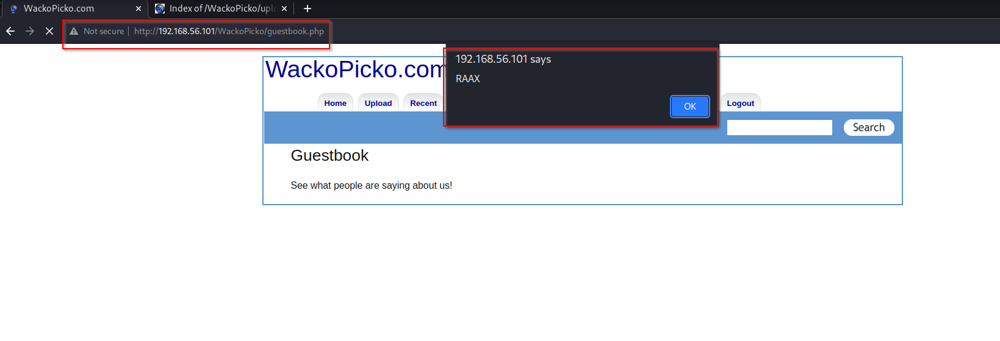 WackoPicko.com
Index of /WackoPicko/uplo
Not secure | http://192.168.56.101/WackoPicko/guestbook.php
192.168.56.101 says
RAAX
OK
WackoPicko.com
Home Upload Recent Logout
Search
Guestbook
See what people are saying about us!